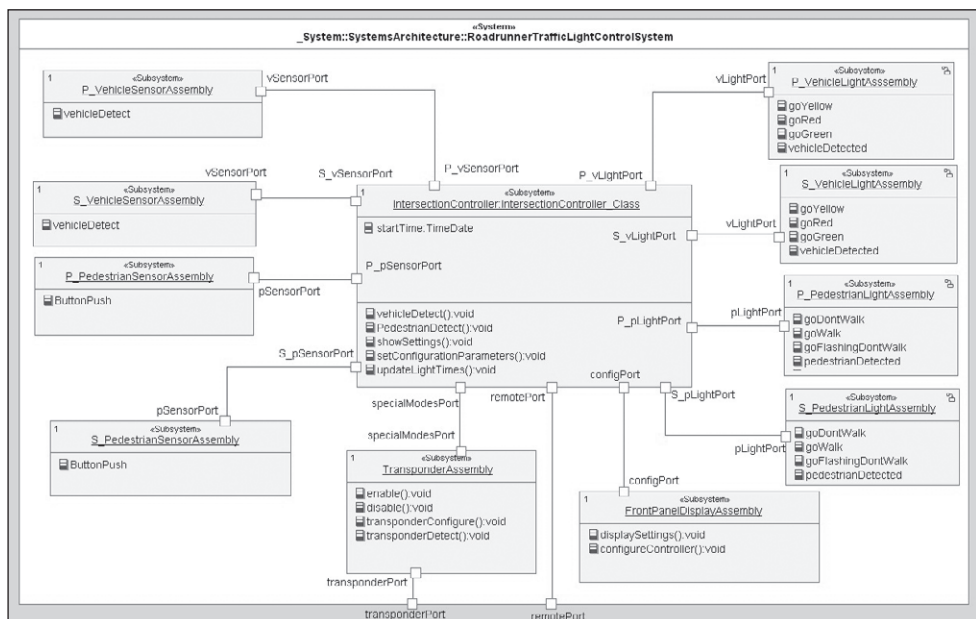 «System»
_System::SystemsArchitecture::RoadrunnerTrafficLightControlSystem
1 «Subsystem»
P_VehicleSensorAssembly
vehicleDetect
vSensorPort
1 «Subsystem»
S_VehicleSensorAssembly
vehicleDetect
vSensorPort
1 «Subsystem»
P_PedestrianSensorAssembly
ButtonPush
pSensorPort
1 «Subsystem»
S_PedestrianSensorAssembly
ButtonPush
pSensorPort
S_vSensorPort
P_vSensorPort
P_vLightPort
1 «Subsystem»
IntersectionController:IntersectionController_Class
startTime:TimeDate
S_vLightPort
P_pSensorPort
vehicleDetect():void
PedestrianDetect():void
showSettings():void
setConfigurationParameters():void
updateLightTimes():void
P_pLightPort
S_pSensorPort
configPort
specialModesPort
remotePort
S_pLightPort
vLightPort
1 «Subsystem»
P_VehicleLightAsssembly
goYellow
goRed
goGreen
vehicleDetected
vLightPort
1 «Subsystem»
S_VehicleLightAssembly
goYellow
goRed
goGreen
vehicleDetected
pLightPort
1 «Subsystem»
P_PedestrianLightAssembly
goDontWalk
goWalk
goFlashingDontWalk
pedestrianDetected
pLightPort
1 «Subsystem»
S_PedestrianLightAssembly
goDontWalk
goWalk
goFlashingDontWalk
pedestrianDetected
specialModesPort
1 «Subsystem»
TransponderAssembly
enable():void
disable():void
transponderConfigure():void
transponderDetect():void
configPort
1 «Subsystem»
FrontPanelDisplayAssembly
displaySettings():void
configureController():void
transponderPort
transponderPort
remotePort